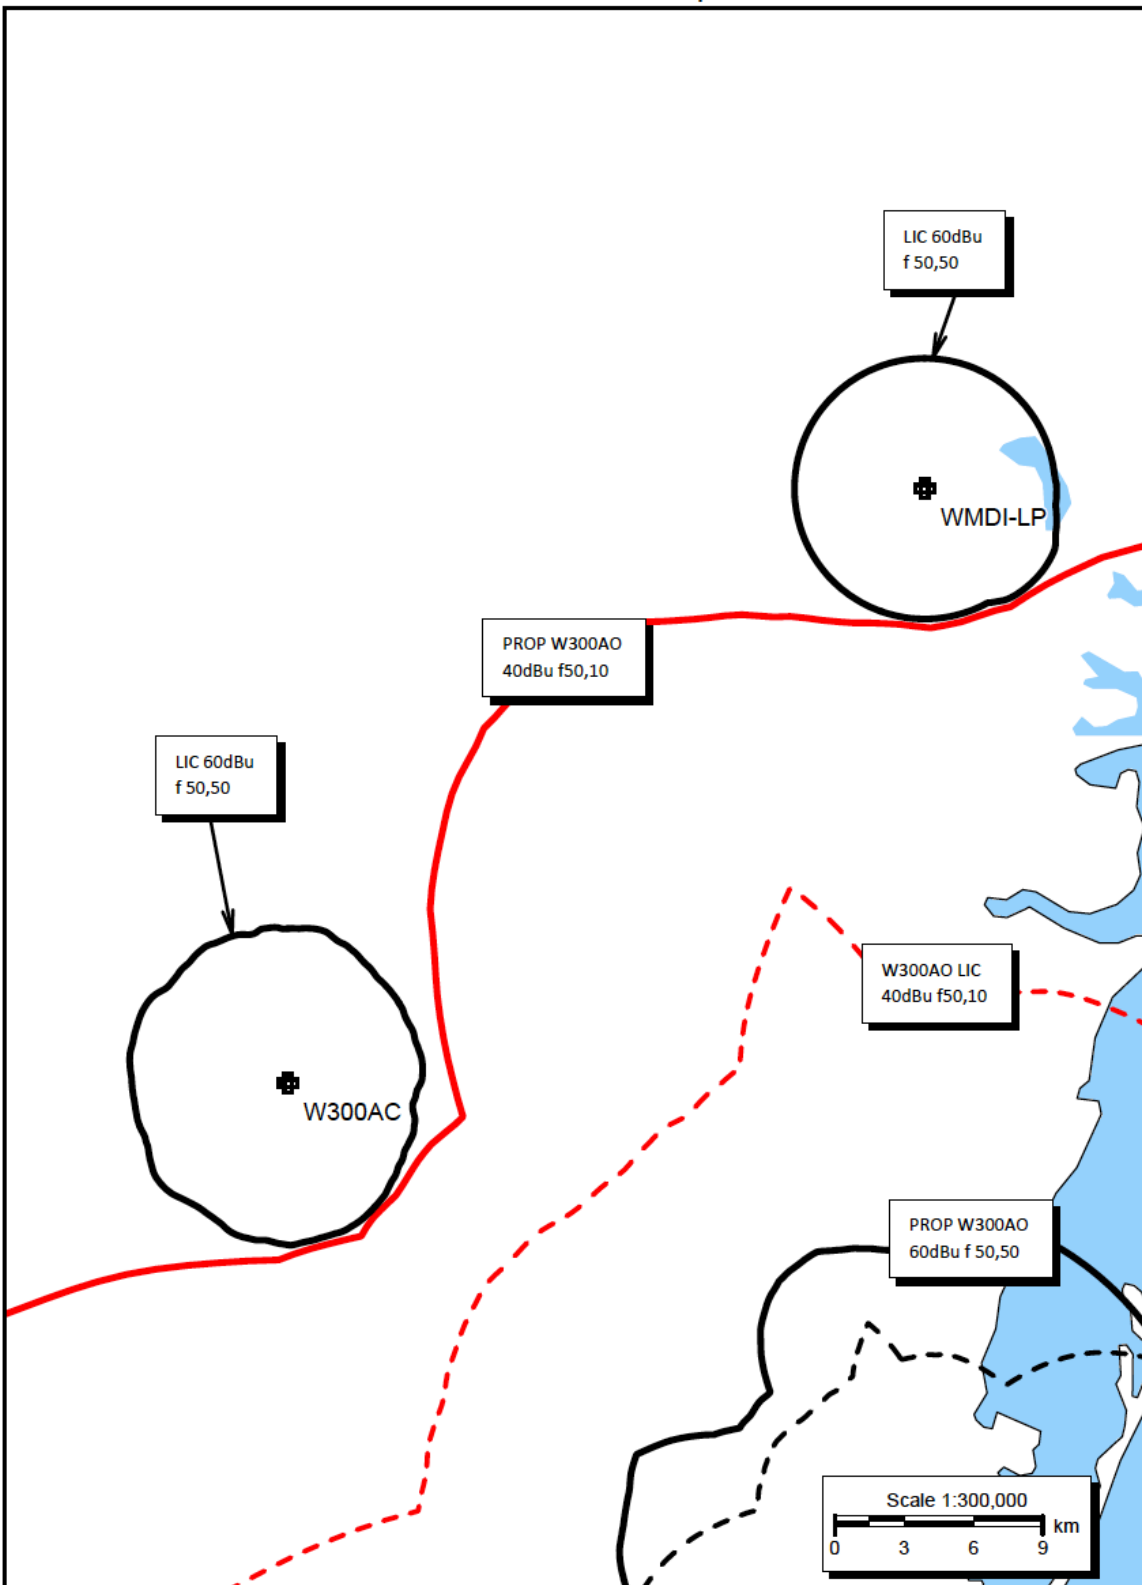 LIC 60dBu
f 50,50
WMDI-LP
PROP W300AO
40dBu f50,10
LIC 60dBu
f 50,50
W300AO LIC
40dBu f50,10
W300AC
PROP W300AO
60dBu f 50,50
Scale 1:300,000
km
0 3 6 9